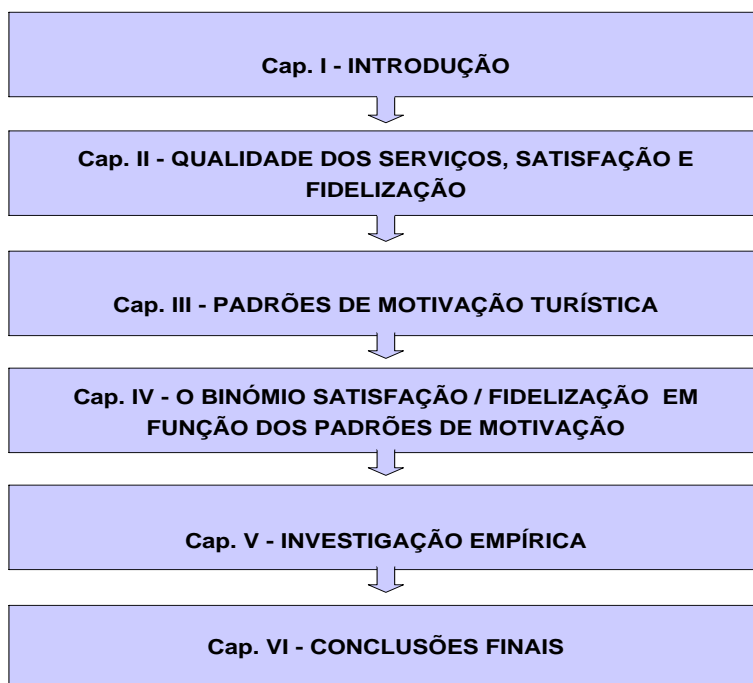 Cap. I - INTRODUÇÃO
Cap. II - QUALIDADE DOS SERVIÇOS, SATISFAÇÃO E
FIDELIZAÇÃO
Cap. III - PADRÕES DE MOTIVAÇÃO TURÍSTICA
Cap. IV - O BINÓMIO SATISFAÇÃO / FIDELIZAÇÃO EM
FUNÇÃO DOS PADRÕES DE MOTIVAÇÃO
Cap. V - INVESTIGAÇÃO EMPÍRICA
Cap. VI - CONCLUSÕES FINAIS